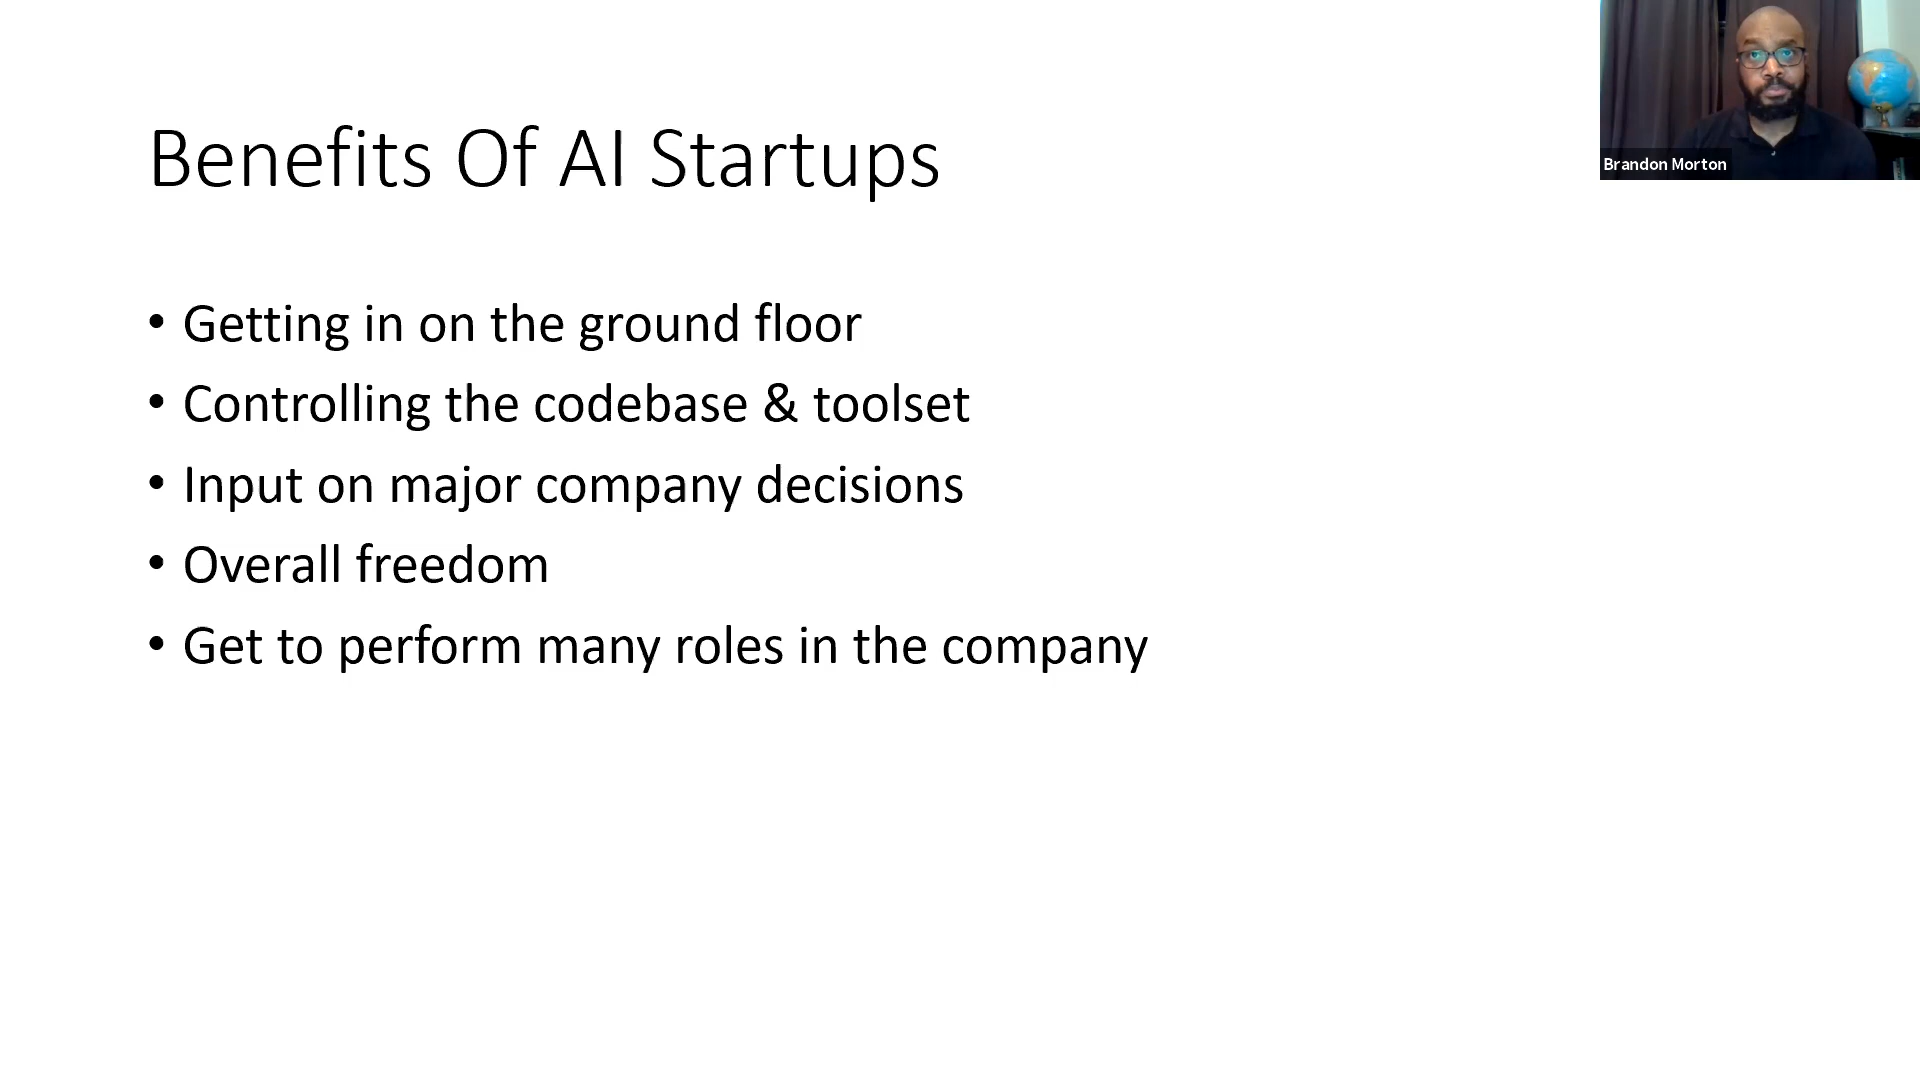 Benefits Of AI Startups
Brandon Morton
• Getting in on the ground floor
• Controlling the codebase & toolset
• Input on major company decisions
• Overall freedom
• Get to perform many roles in the company